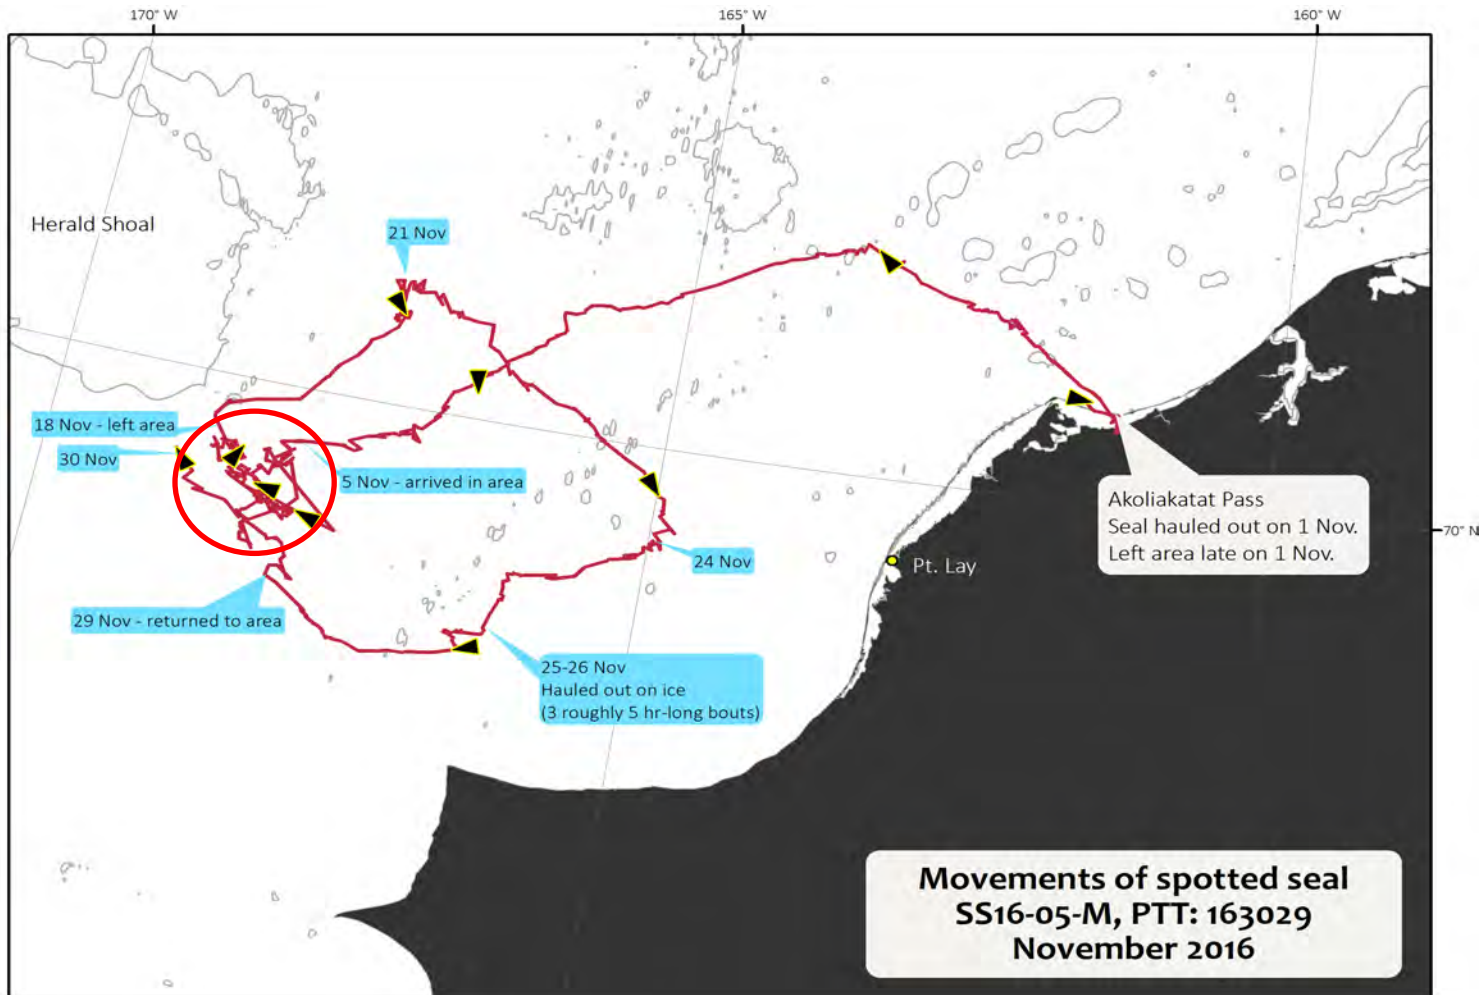 170° W
165° W
160° W
Herald Shoal
21 Nov
18 Nov - left area
30 Nov
5 Nov - arrived in area
Akoliakatat Pass
Seal hauled out on 1 Nov.
Left area late on 1 Nov.
70° N
24 Nov
Pt. Lay
29 Nov - returned to area
25-26 Nov
Hauled out on ice
(3 roughly 5 hr-long bouts)
Movements of spotted seal
SS16-05-M, PTT: 163029
November 2016